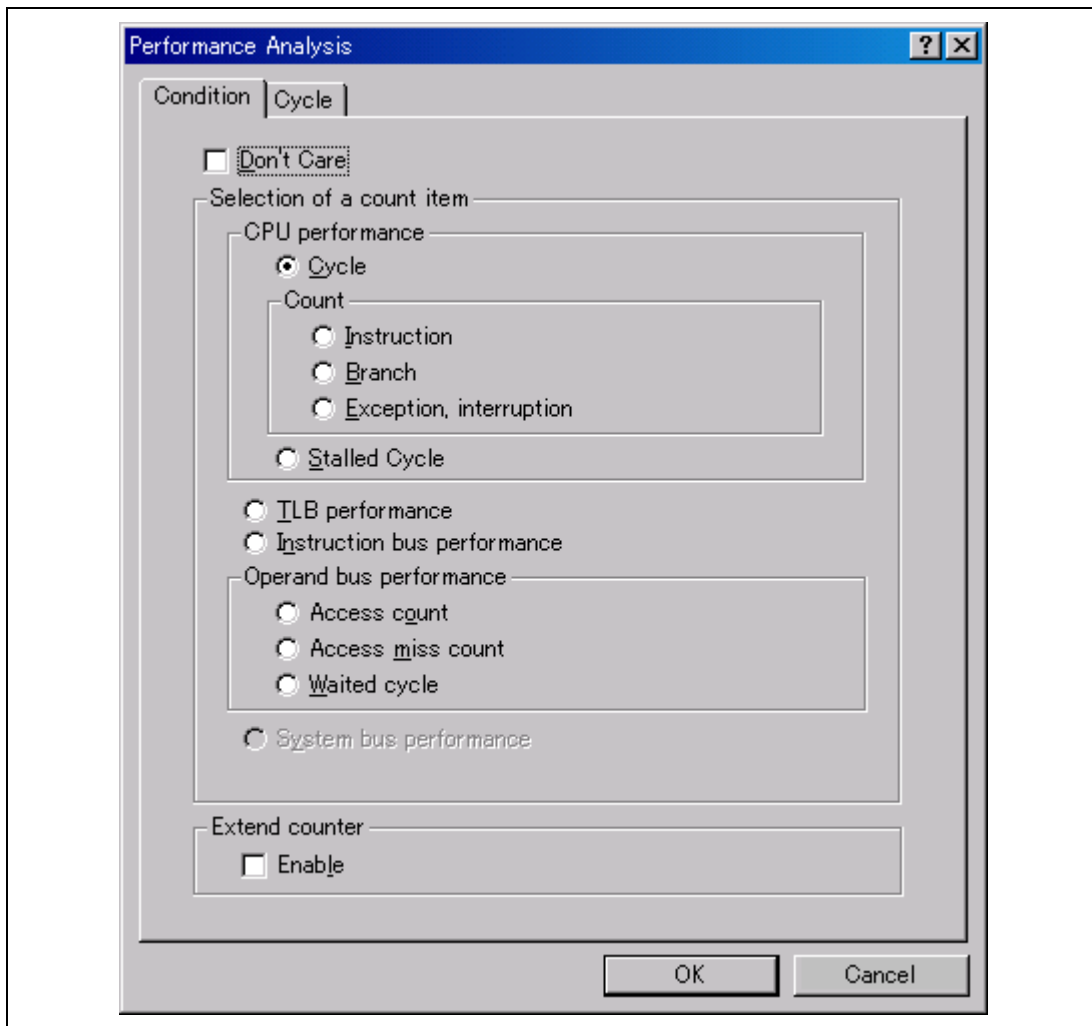 Performance Analysis
Condition
Cycle
Don't Care
Selection of a count item
CPU performance
Cycle
Count
Instruction
Branch
Exception, interruption
Stalled Cycle
TLB performance
Instruction bus performance
Operand bus performance
Access count
Access miss count
Waited cycle
System bus performance
Extend counter
Enable
OK
Cancel